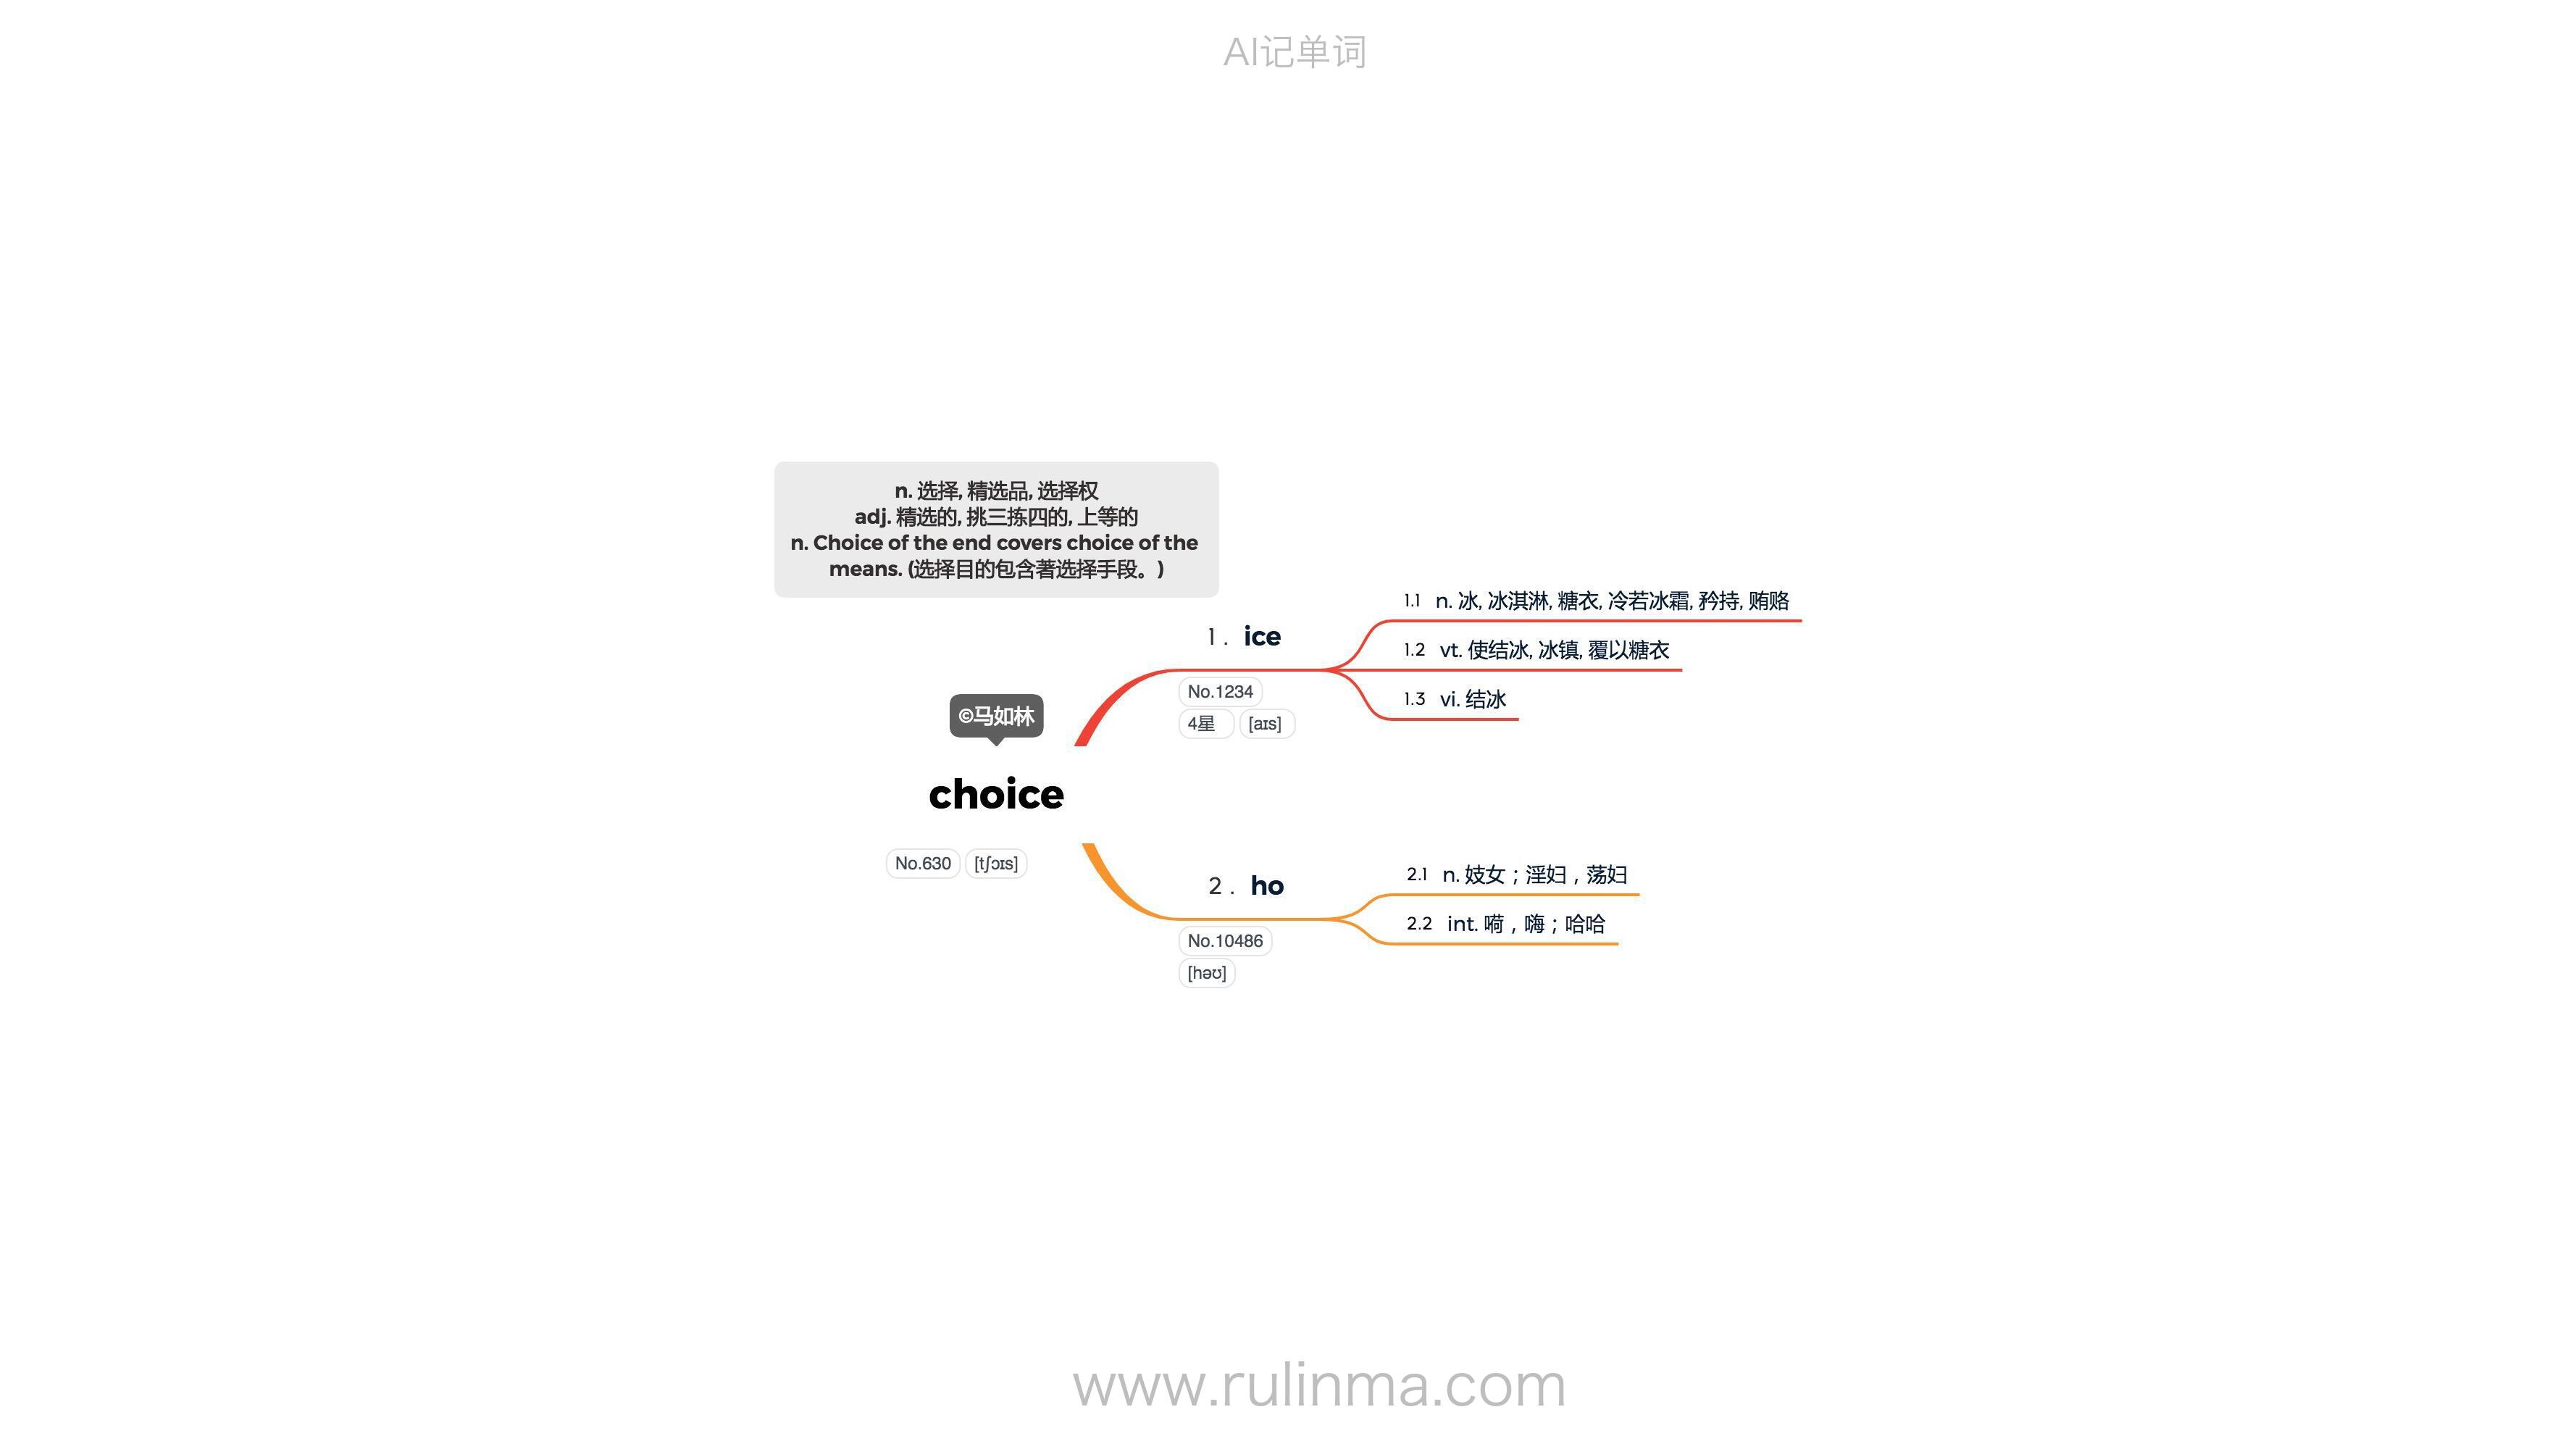 AI记单词
n. 选择, 精选品, 选择权
adj. 精选的, 挑三拣四的, 上等的
n. Choice of the end covers choice of the
means. (选择目的包含著选择手段。)
©马如林
choice
No.630 [tʃɔɪs]
1. ice
No.1234
4星 [aɪs]
1.1 n. 冰, 冰淇淋, 糖衣, 冷若冰霜, 矜持, 贿赂
1.2 vt. 使结冰, 冰镇, 覆以糖衣
1.3 vi. 结冰
2. ho
No.10486
[həʊ]
2.1 n. 妓女；淫妇，荡妇
2.2 int. 嗬，嗨；哈哈
www.rulinma.com